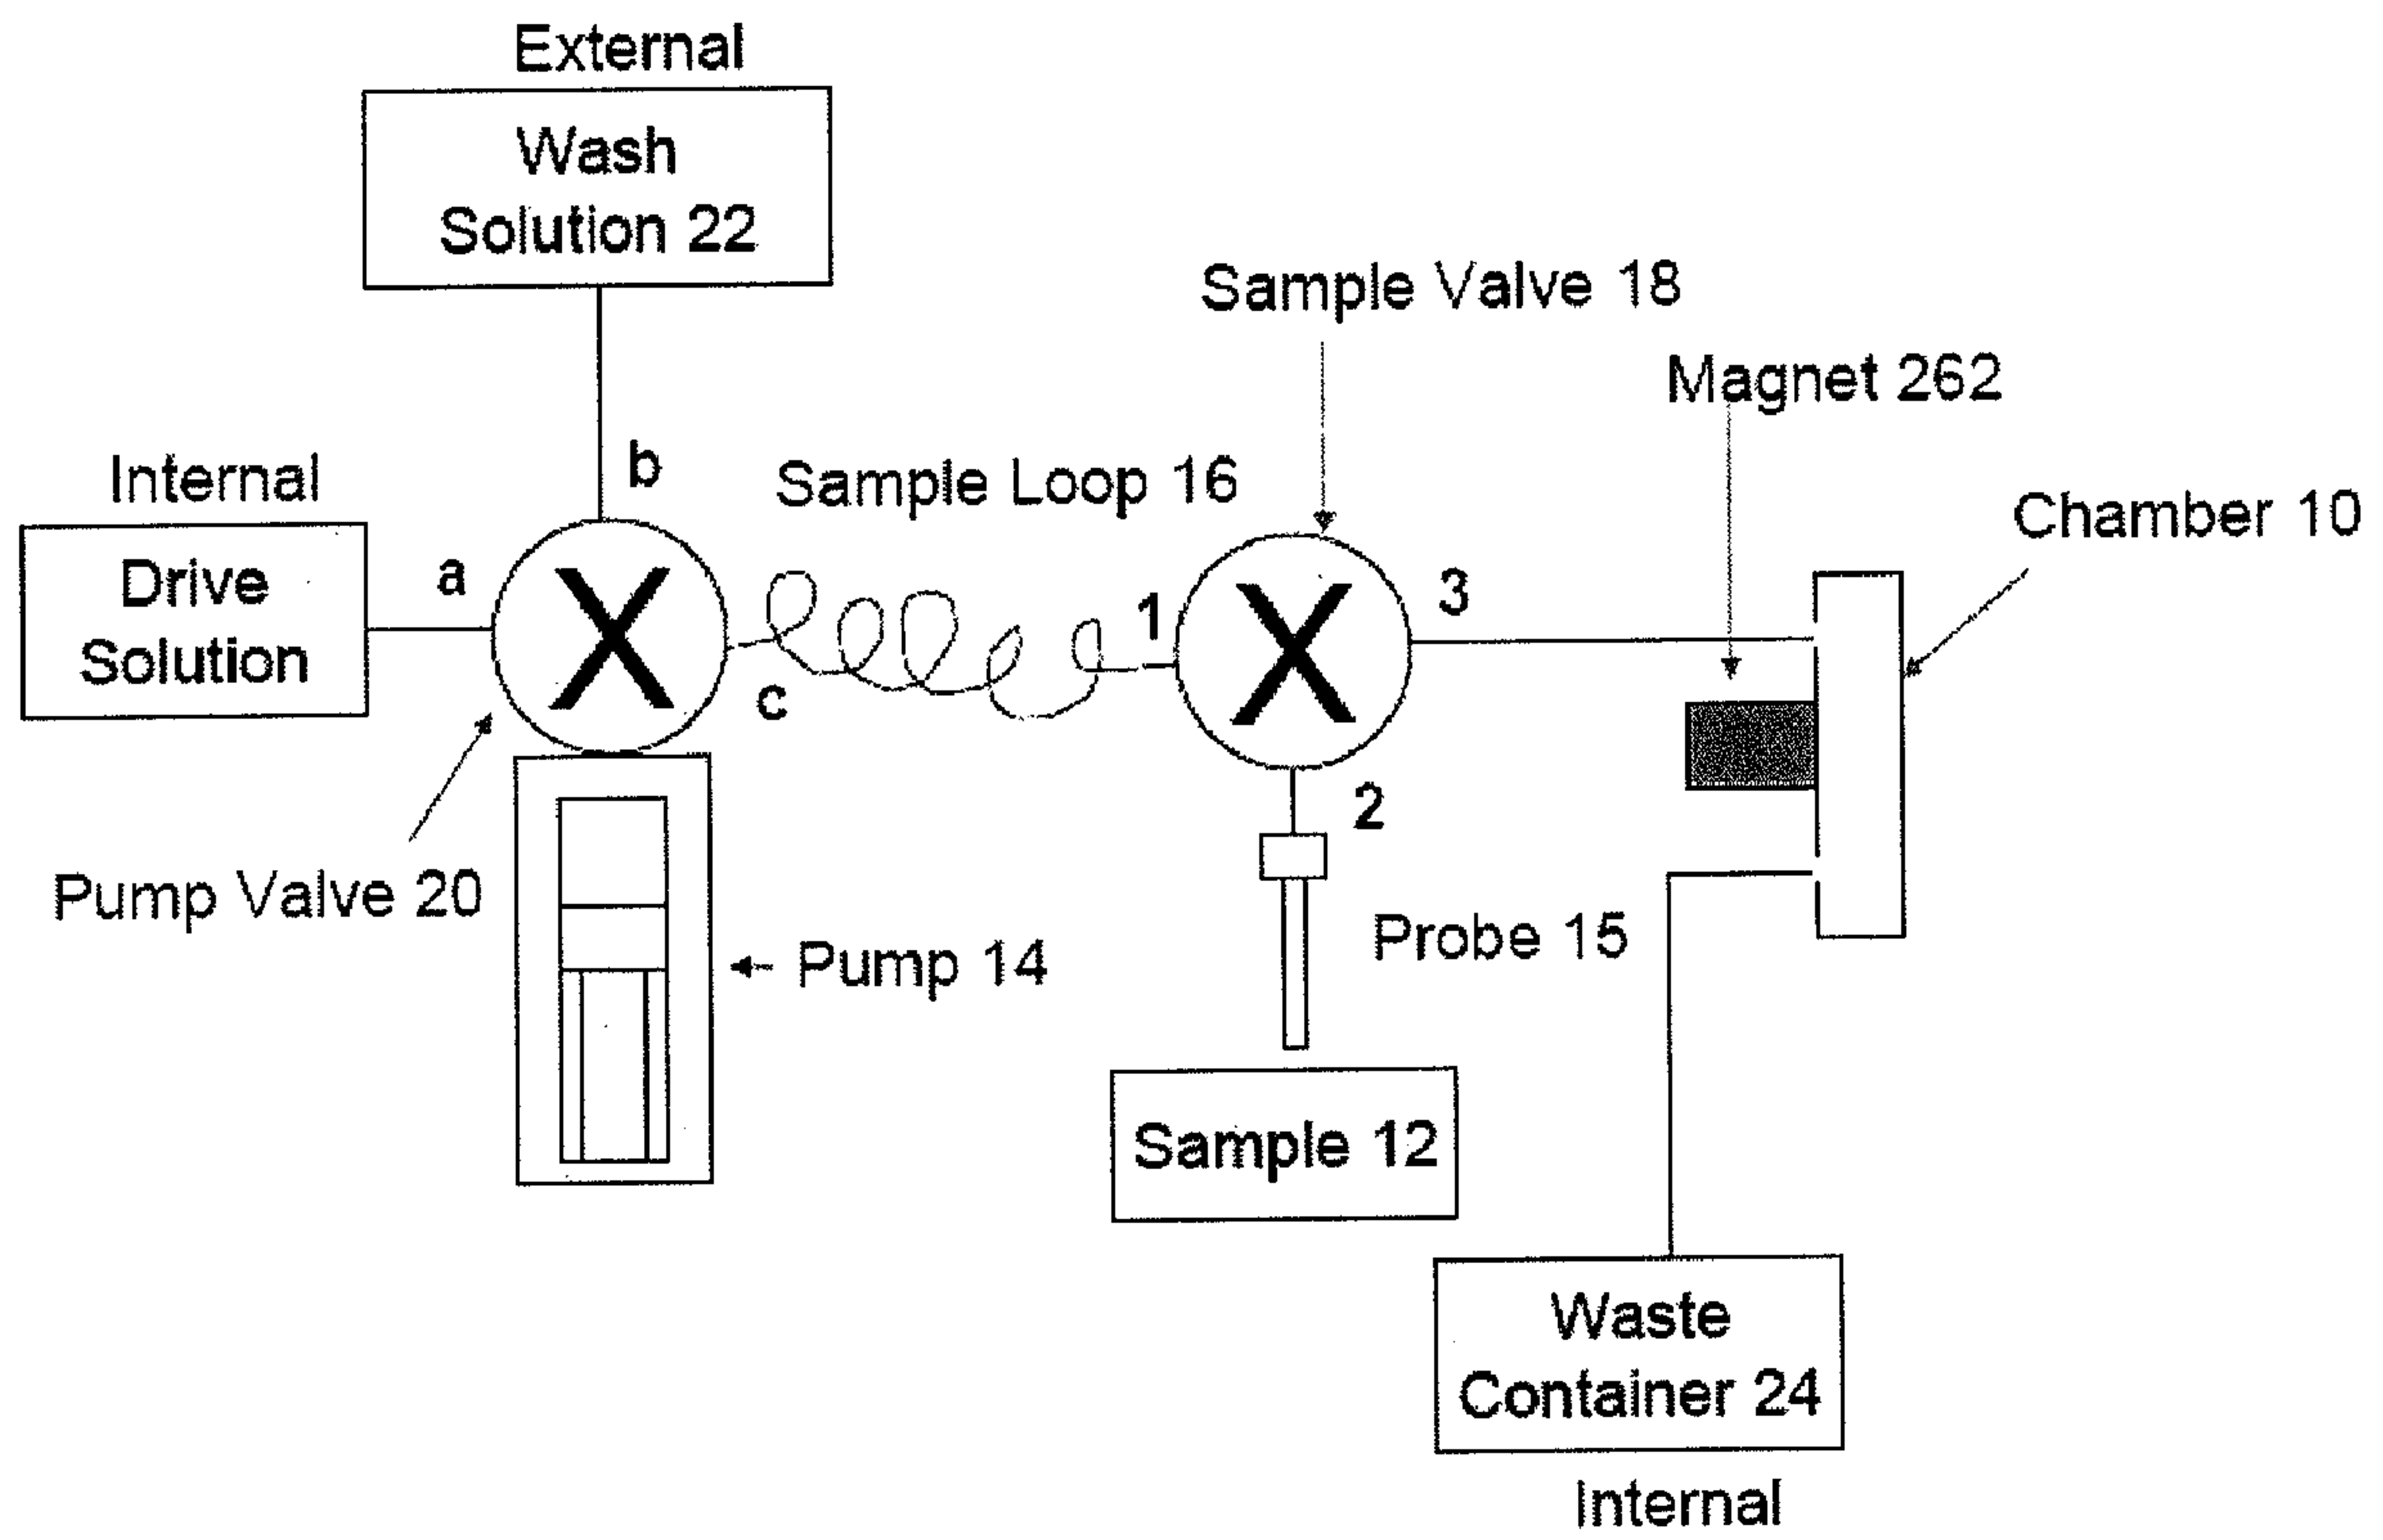 External
Wash
Solution 22
Sample Valve 18
Magnet 262
Internal
b
Sample Loop 16
Chamber 10
Drive
Solution
a
X
c
1
X
3
2
Pump Valve 20
Pump 14
Probe 15
Sample 12
Waste
Container 24
Internal